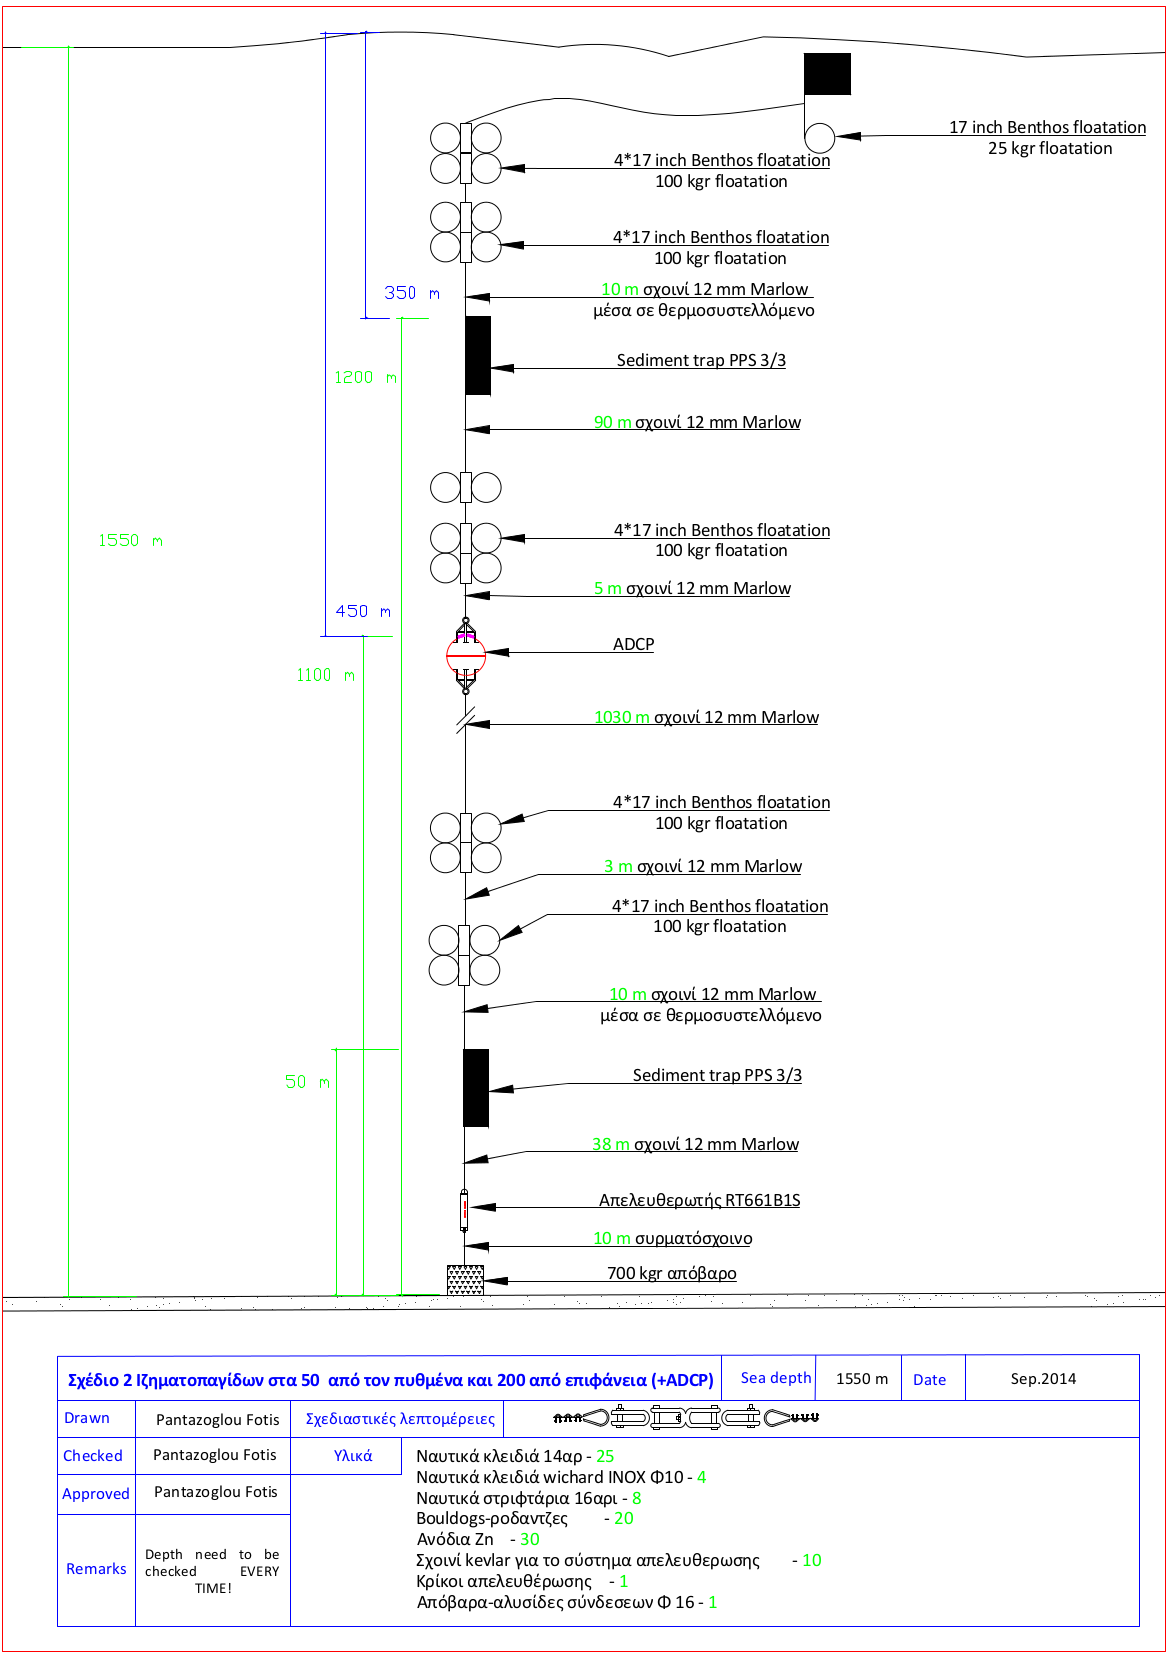 17 inch Benthos floatation
25 kgr floatation
4*17 inch Benthos floatation
100 kgr floatation
4*17 inch Benthos floatation
100 kgr floatation
350 m
10 m σχοινί 12 mm Marlow
μέσα σε θερμοσυστελλόμενο
1200 m
Sediment trap PPS 3/3
90 m σχοινί 12 mm Marlow
1550 m
4*17 inch Benthos floatation
100 kgr floatation
5 m σχοινί 12 mm Marlow
450 m
ADCP
1100 m
1030 m σχοινί 12 mm Marlow
4*17 inch Benthos floatation
100 kgr floatation
3 m σχοινί 12 mm Marlow
4*17 inch Benthos floatation
100 kgr floatation
10 m σχοινί 12 mm Marlow
μέσα σε θερμοσυστελλόμενο
50 m
Sediment trap PPS 3/3
38 m σχοινί 12 mm Marlow
Απελευθερωτής RT661B1S
10 m συρματόσχοινο
700 kgr απόβαρο
Σχέδιο 2 Ιζηματοπαγίδων στα 50 από τον πυθμένα και 200 από επιφάνεια (+ADCP)
Sea depth
1550 m
Date
Sep.2014
Drawn
Pantazoglou Fotis
Σχεδιαστικές λεπτομέρειες
Checked
Pantazoglou Fotis
Υλικά
Approved
Pantazoglou Fotis
Remarks
Depth need to be
checked EVERY
TIME!
Ναυτικά κλειδιά 14αρ - 25
Ναυτικά κλειδιά wichard INOX Φ10 - 4
Ναυτικά στριφτάρια 16αρι - 8
Bouldogs-ροδαντζες - 20
Ανόδια Zn - 30
Σχοινί kevlar για το σύστημα απελευθερωσης - 10
Κρίκοι απελευθέρωσης - 1
Απόβαρα-αλυσίδες σύνδεσεων Φ 16 - 1